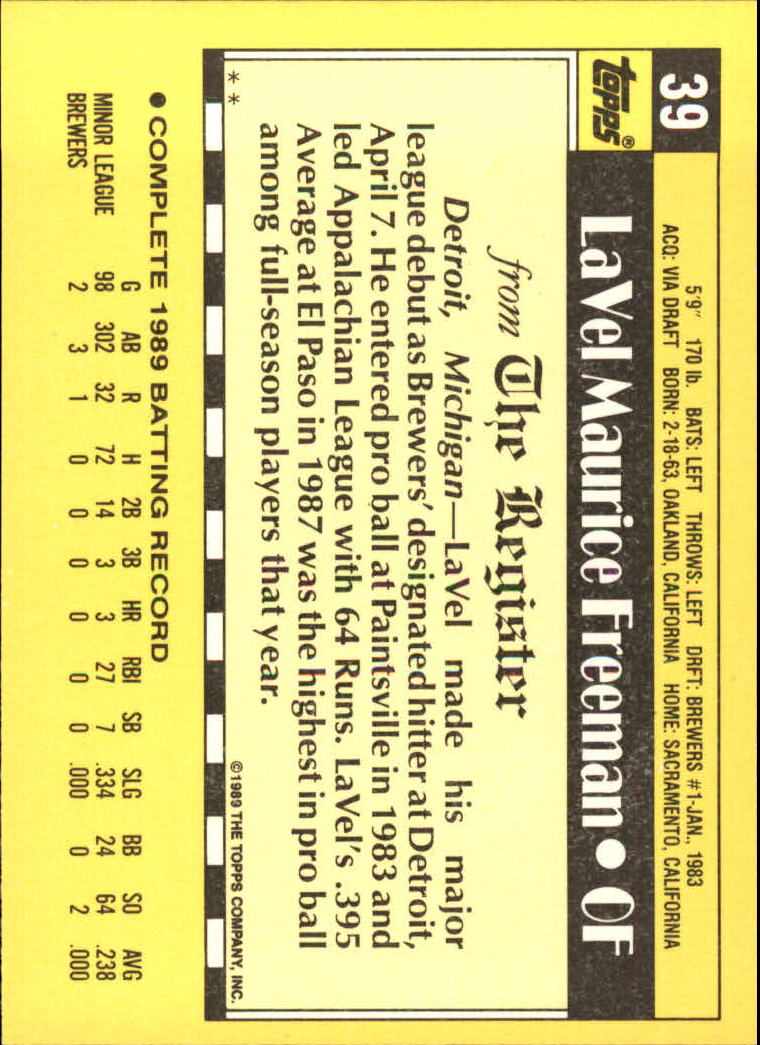 39
5'9" 170 lb. BATS: LEFT THROWS: LEFT DRFT: BREWERS #1-JAN., 1983
ACQ: VIA DRAFT BORN: 2-18-63, OAKLAND, CALIFORNIA HOME: SACRAMENTO, CALIFORNIA
topps®
LaVel Maurice Freeman • OF
from The Register
Detroit, Michigan—LaVel made his major
league debut as Brewers' designated hitter at Detroit,
April 7. He entered pro ball at Paintsville in 1983 and
led Appalachian League with 64 Runs. LaVel's .395
Average at El Paso in 1987 was the highest in pro ball
among full-season players that year.
* *
©1989 THE TOPPS COMPANY, INC.
• COMPLETE 1989 BATTING RECORD
G AB R H 2B 3B HR RBI SB SLG BB SO AVG
MINOR LEAGUE 98 302 32 72 14 3 3 27 7 .334 24 64 .238
BREWERS 2 3 1 0 0 0 0 0 0 .000 0 2 .000